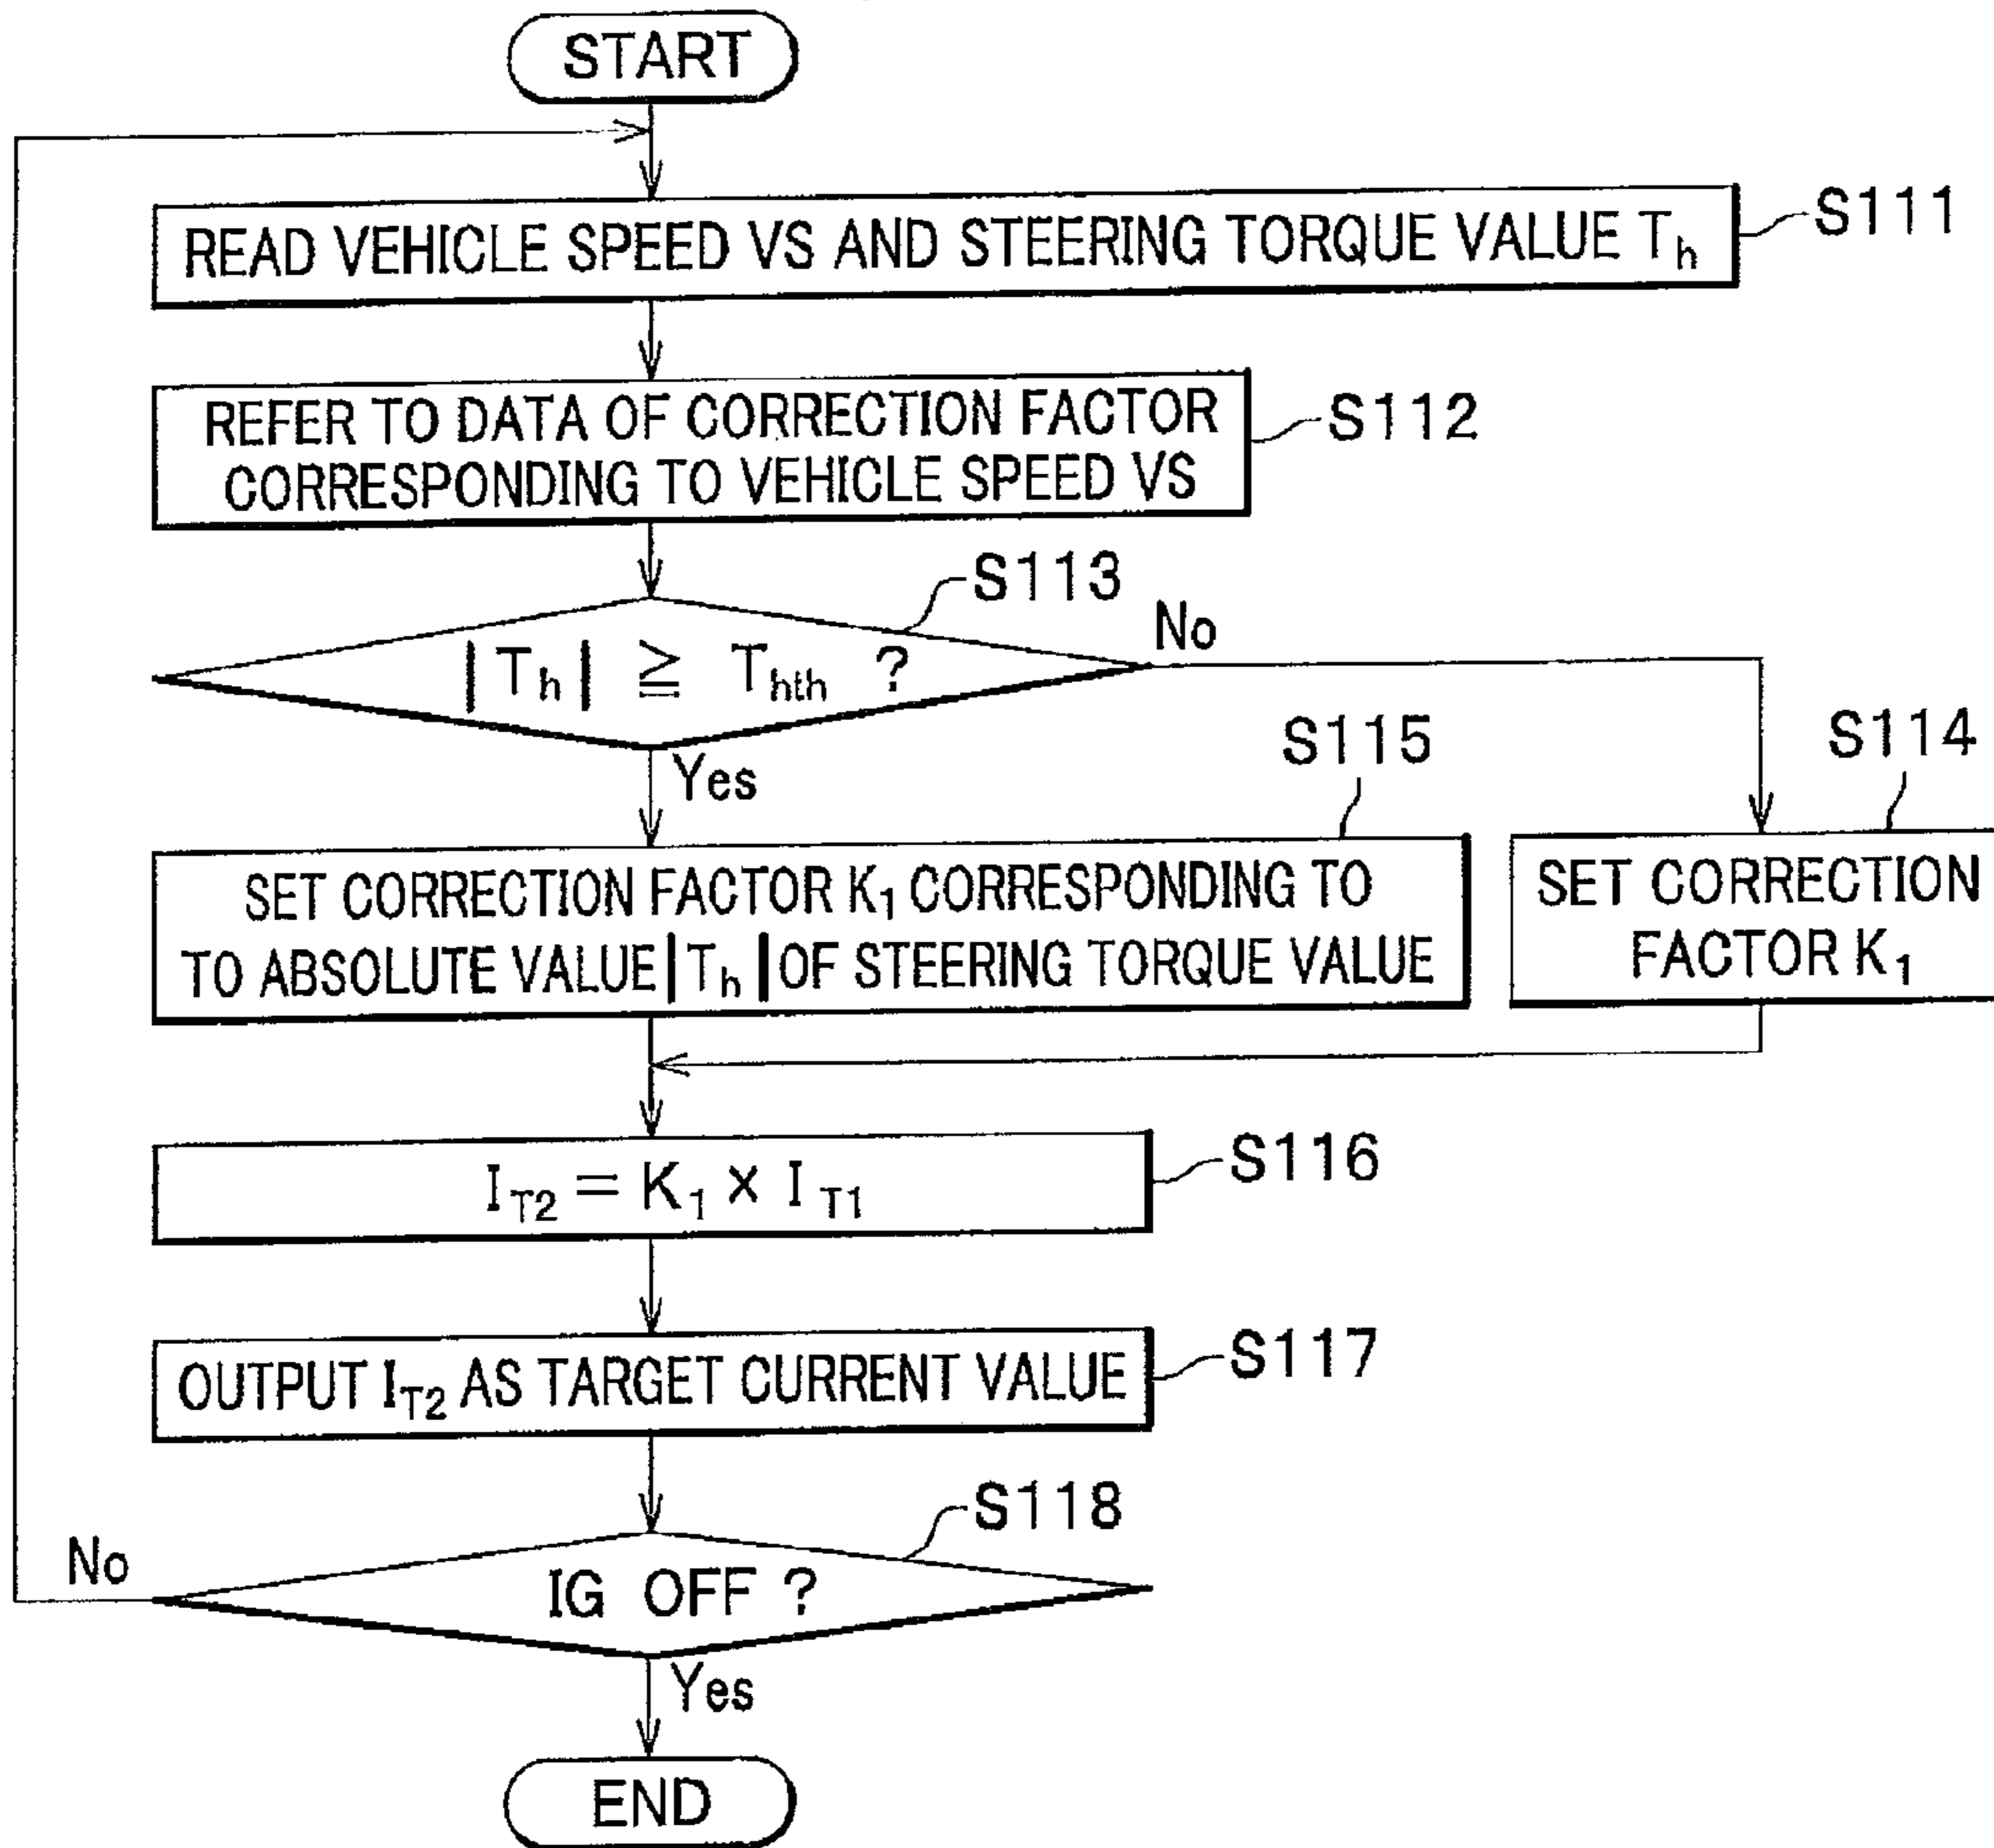 START
READ VEHICLE SPEED VS AND STEERING TORQUE VALUE Th
S111
REFER TO DATA OF CORRECTION FACTOR
CORRESPONDING TO VEHICLE SPEED VS
S112
S113
|Th| ≧ Thth ?
No
Yes
S115
S114
SET CORRECTION FACTOR K1 CORRESPONDING TO
TO ABSOLUTE VALUE |Th| OF STEERING TORQUE VALUE
SET CORRECTION
FACTOR K1
IT2 = K1 × IT1
S116
OUTPUT IT2 AS TARGET CURRENT VALUE
S117
S118
IG OFF ?
No
Yes
END